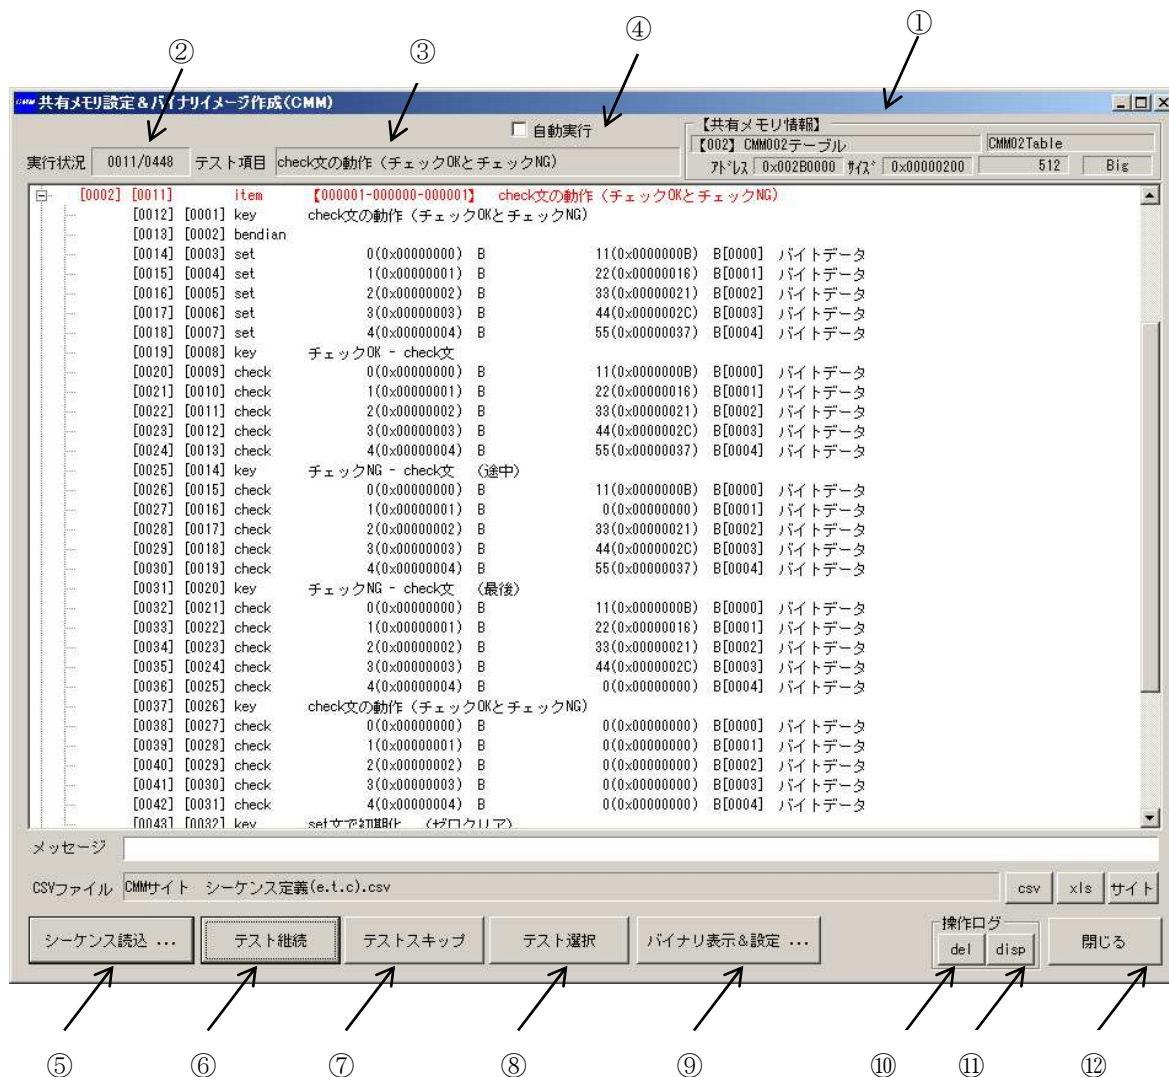 ④
①
②
③
CMM 共有メモリ設定&バイナリイメージ作成(CMM)
自動実行
【共有メモリ情報】
【002】CMM002テーブル CMM02Table
実行状況 0011/0448 テスト項目 check文の動作（チェックOKとチェックNG） アドレス 0x002B0000 サイズ 0x00000200 512 Big
[0002] [0011] item 【000001-000000-000001】 check文の動作（チェックOKとチェックNG）
[0012] [0001] key check文の動作（チェックOKとチェックNG）
[0013] [0002] bendian
[0014] [0003] set 0(0x00000000) B 11(0x0000000B) B[0000] バイトデータ
[0015] [0004] set 1(0x00000001) B 22(0x00000016) B[0001] バイトデータ
[0016] [0005] set 2(0x00000002) B 33(0x00000021) B[0002] バイトデータ
[0017] [0006] set 3(0x00000003) B 44(0x0000002C) B[0003] バイトデータ
[0018] [0007] set 4(0x00000004) B 55(0x00000037) B[0004] バイトデータ
[0019] [0008] key チェックOK - check文
[0020] [0009] check 0(0x00000000) B 11(0x0000000B) B[0000] バイトデータ
[0021] [0010] check 1(0x00000001) B 22(0x00000016) B[0001] バイトデータ
[0022] [0011] check 2(0x00000002) B 33(0x00000021) B[0002] バイトデータ
[0023] [0012] check 3(0x00000003) B 44(0x0000002C) B[0003] バイトデータ
[0024] [0013] check 4(0x00000004) B 55(0x00000037) B[0004] バイトデータ
[0025] [0014] key チェックNG - check文 （途中）
[0026] [0015] check 0(0x00000000) B 11(0x0000000B) B[0000] バイトデータ
[0027] [0016] check 1(0x00000001) B 0(0x00000000) B[0001] バイトデータ
[0028] [0017] check 2(0x00000002) B 33(0x00000021) B[0002] バイトデータ
[0029] [0018] check 3(0x00000003) B 44(0x0000002C) B[0003] バイトデータ
[0030] [0019] check 4(0x00000004) B 55(0x00000037) B[0004] バイトデータ
[0031] [0020] key チェックNG - check文 （最後）
[0032] [0021] check 0(0x00000000) B 11(0x0000000B) B[0000] バイトデータ
[0033] [0022] check 1(0x00000001) B 22(0x00000016) B[0001] バイトデータ
[0034] [0023] check 2(0x00000002) B 33(0x00000021) B[0002] バイトデータ
[0035] [0024] check 3(0x00000003) B 44(0x0000002C) B[0003] バイトデータ
[0036] [0025] check 4(0x00000004) B 0(0x00000000) B[0004] バイトデータ
[0037] [0026] key check文の動作（チェックOKとチェックNG）
[0038] [0027] check 0(0x00000000) B 0(0x00000000) B[0000] バイトデータ
[0039] [0028] check 1(0x00000001) B 0(0x00000000) B[0001] バイトデータ
[0040] [0029] check 2(0x00000002) B 0(0x00000000) B[0002] バイトデータ
[0041] [0030] check 3(0x00000003) B 0(0x00000000) B[0003] バイトデータ
[0042] [0031] check 4(0x00000004) B 0(0x00000000) B[0004] バイトデータ
[0043] [0032] key set文で初期化 （ゼロクリア）
メッセージ
CSVファイル CMMサイト シーケンス定義(e.t.c).csv csv xls サイト
操作ログ
シーケンス読込 ... テスト継続 テストスキップ テスト選択 バイナリ表示&設定 ... del disp 閉じる
⑤ ⑥ ⑦ ⑧ ⑨ ⑩ ⑪ ⑫